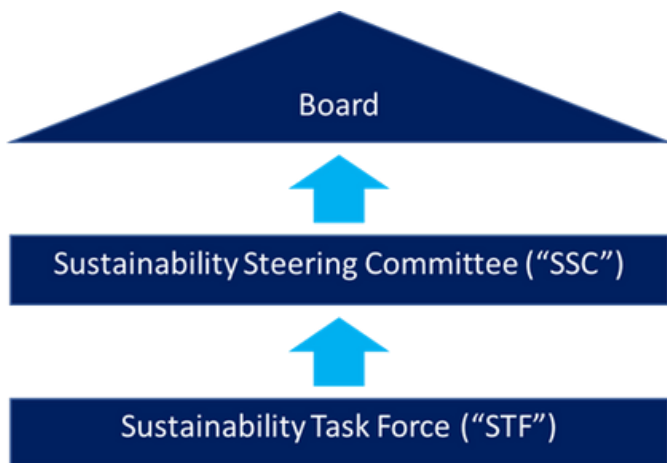 Board
Sustainability Steering Committee (“SSC”)
Sustainability Task Force (“STF”)